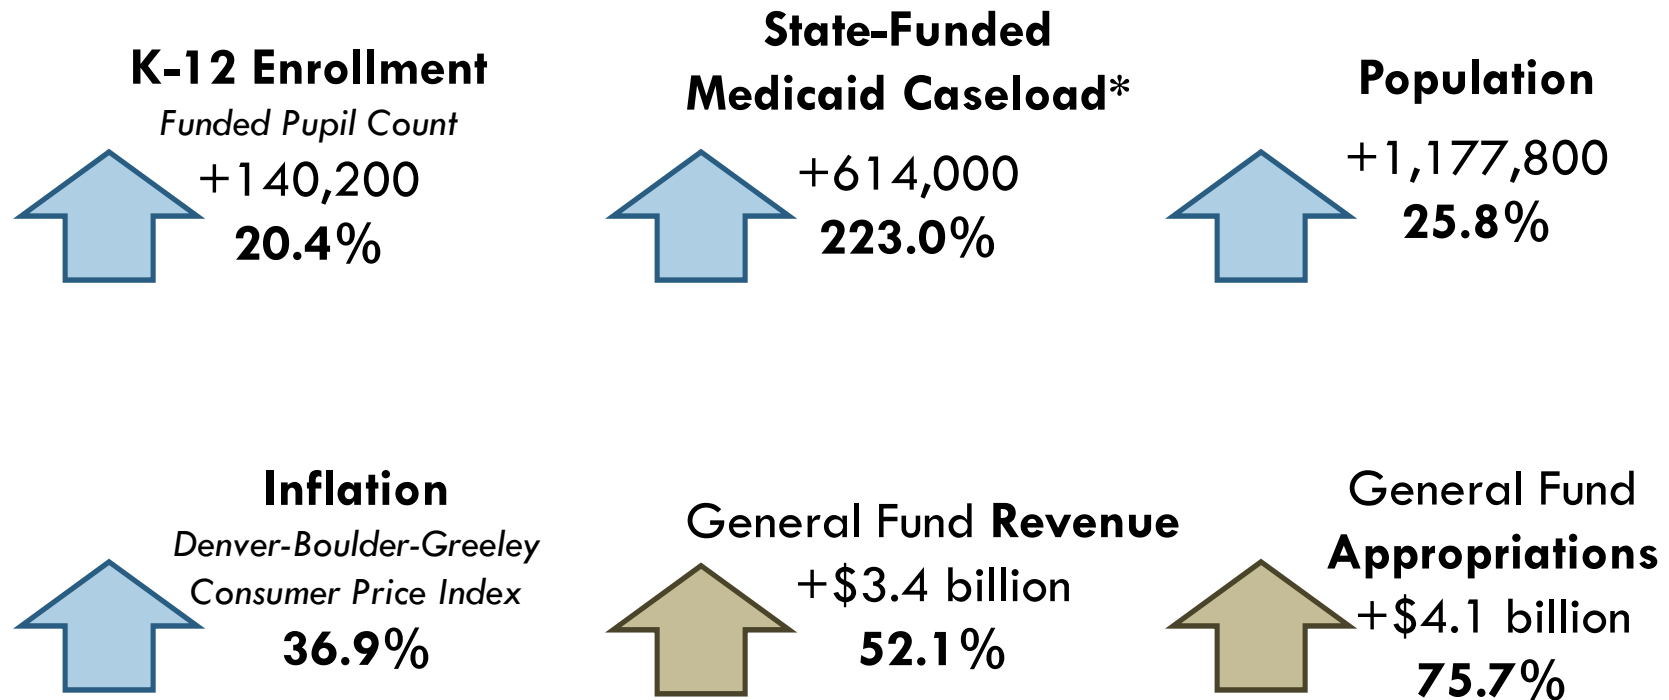 K-12 Enrollment
Funded Pupil Count
+140,200
20.4%
State-Funded
Medicaid Caseload*
+614,000
223.0%
Population
+1,177,800
25.8%
Inflation
Denver-Boulder-Greeley
Consumer Price Index
36.9%
General Fund Revenue
+$3.4 billion
52.1%
General Fund
Appropriations
+$4.1 billion
75.7%